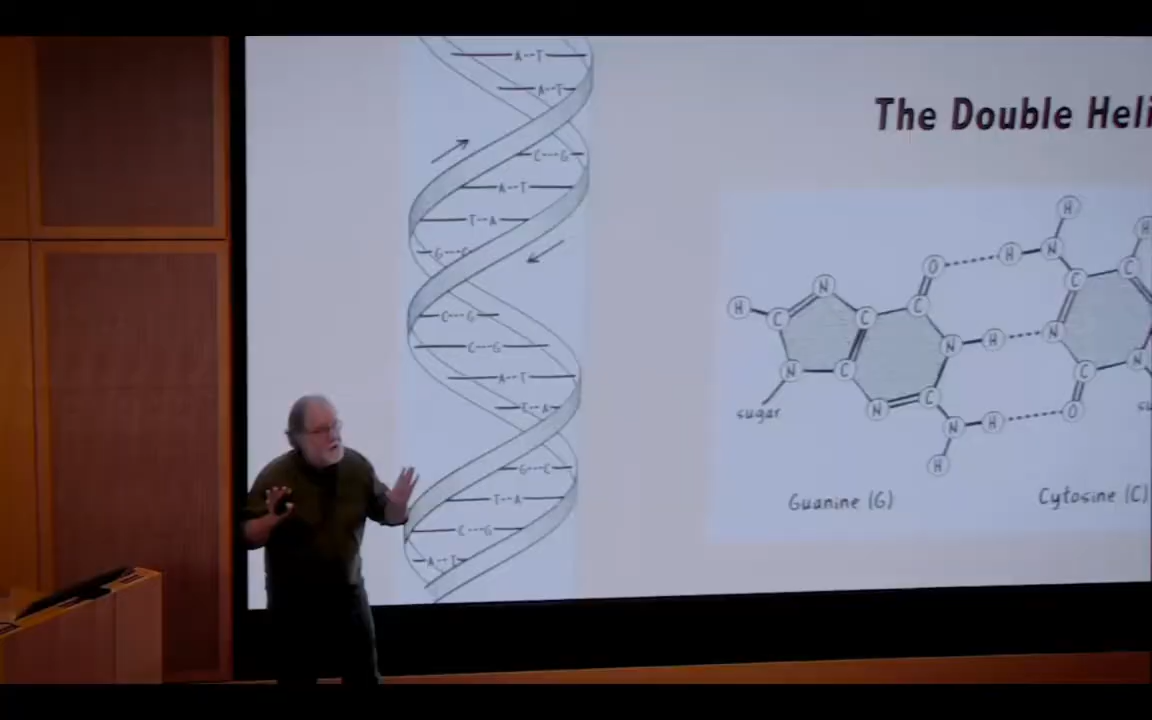 The Double Heli
A--T
A--T
C---G
A--T
T--A
G---C
C---G
C---G
A--T
T--A
G---C
T--A
C---G
A--T
H
N
H
C
N
C
C
O
N
H
N
C
N
C
N
H
H
sugar
H
N
H
C
C
N
C
N
O
Guanine (G)
Cytosine (C)